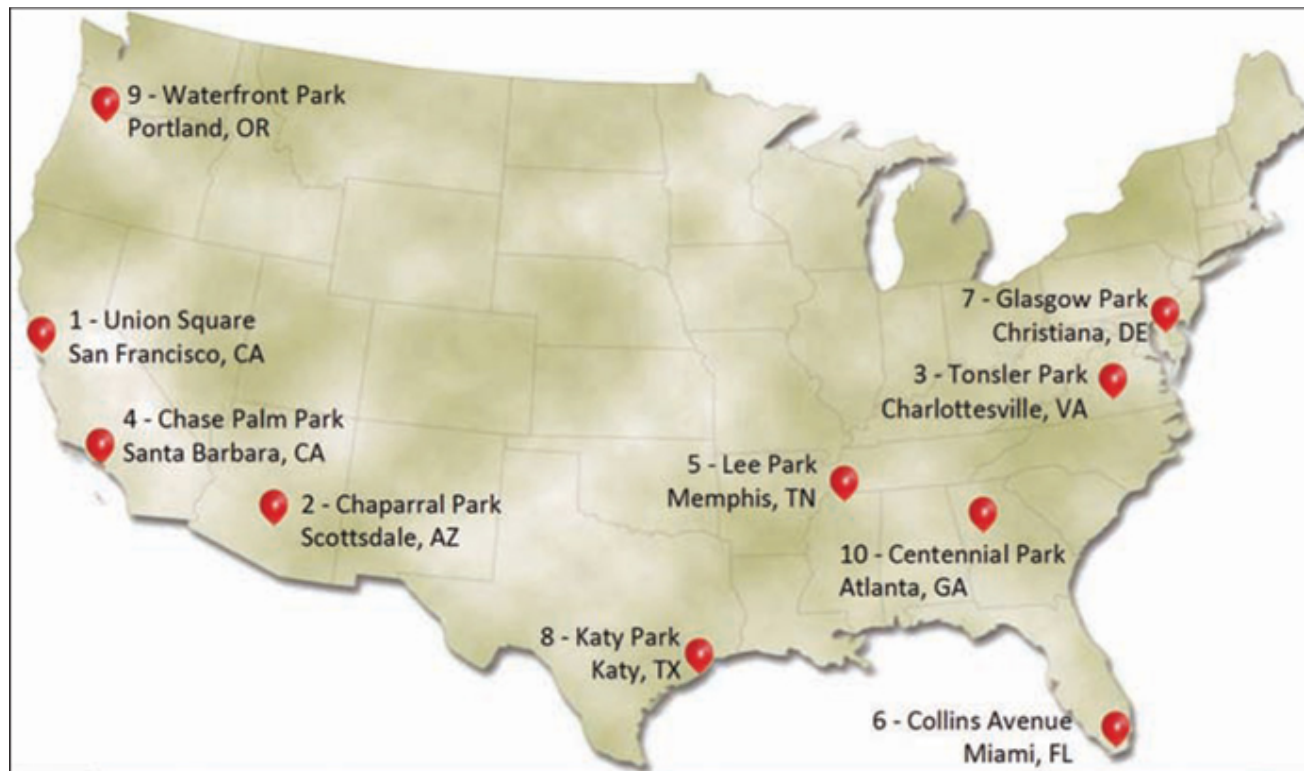 9 - Waterfront Park
Portland, OR
1 - Union Square
San Francisco, CA
7 - Glasgow Park
Christiana, DE
3 - Tonsler Park
Charlottesville, VA
4 - Chase Palm Park
Santa Barbara, CA
5 - Lee Park
Memphis, TN
2 - Chaparral Park
Scottsdale, AZ
10 - Centennial Park
Atlanta, GA
8 - Katy Park
Katy, TX
6 - Collins Avenue
Miami, FL